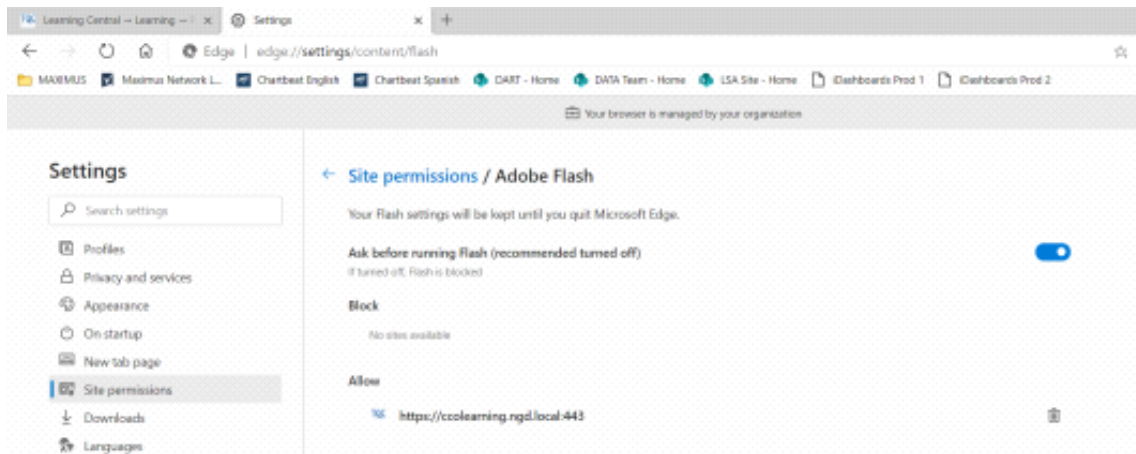 Learning Central -- Learning -- Settings
Edge | edge://settings/content/flash
MAXIMUS Maximus Network L... Chartbeat English Chartbeat Spanish DART - Home DATA Team - Home LSA Site - Home iDashboards Prod 1 iDashboards Prod 2
Your browser is managed by your organization
Settings
Search settings
Profiles
Privacy and services
Appearance
On startup
New tab page
Site permissions
Downloads
Languages
Site permissions / Adobe Flash
Your Flash settings will be kept until you quit Microsoft Edge.
Ask before running Flash (recommended turned off)
If turned off, Flash is blocked
Block
No sites available
Allow
https://ccolearning.ngd.local:443